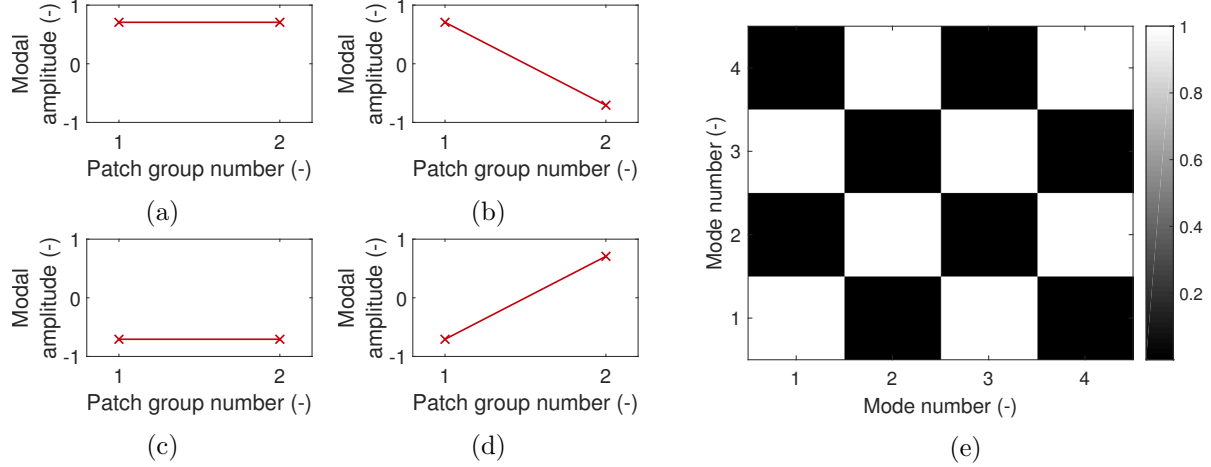 Modal
amplitude (-)
1
0
-1
1
2
Patch group number (-)
(a)
Modal
amplitude (-)
1
0
-1
1
2
Patch group number (-)
(b)
Modal
amplitude (-)
1
0
-1
1
2
Patch group number (-)
(c)
Modal
amplitude (-)
1
0
-1
1
2
Patch group number (-)
(d)
Mode number (-)
4
3
2
1
1
2
3
4
Mode number (-)
1
0.8
0.6
0.4
0.2
(e)